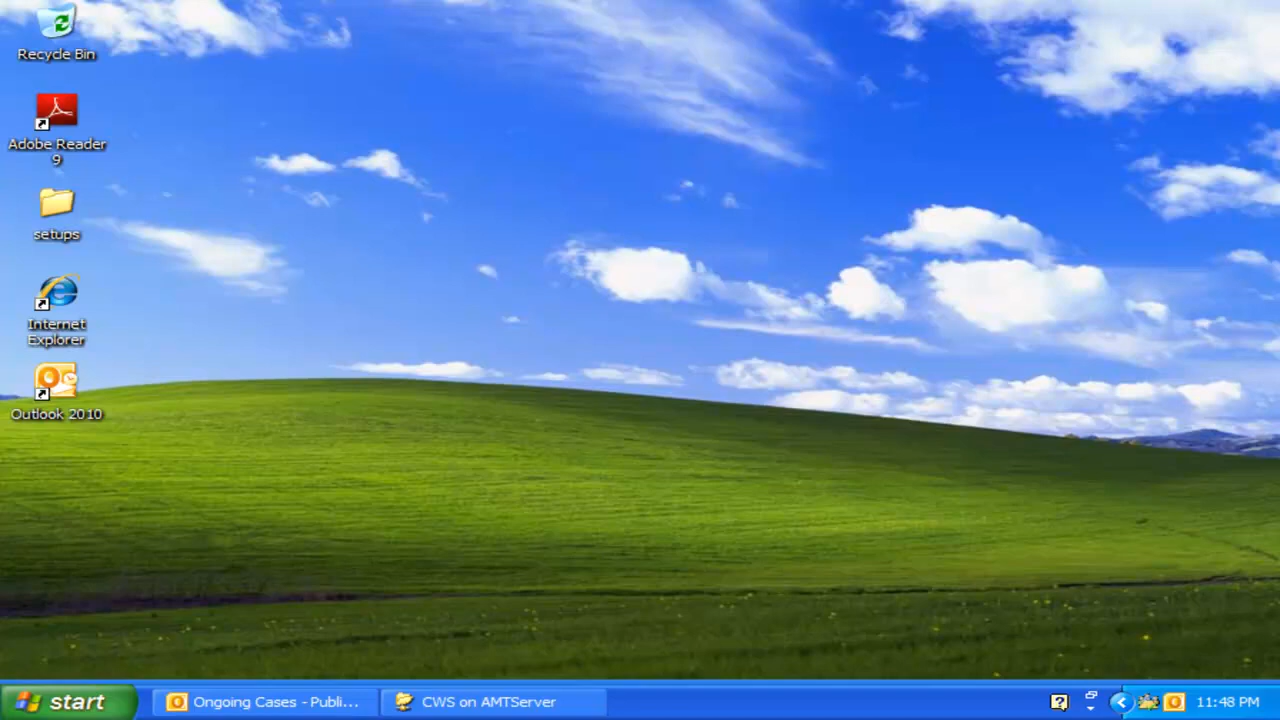 Recycle Bin
Adobe Reader
9
setups
Internet
Explorer
Outlook 2010
start
Ongoing Cases - Publi...
CWS on AMTServer
11:48 PM